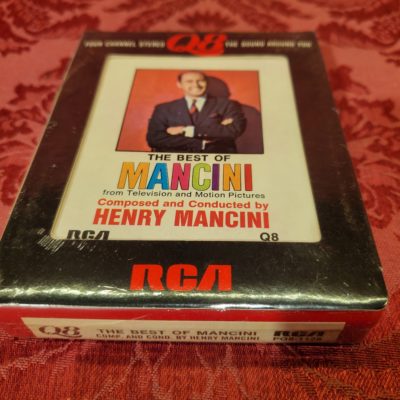 FOUR CHANNEL STEREO Q8 THE SOUND AROUND YOU
THE BEST OF
MANCINI
from Television and Motion Pictures
Composed and Conducted by
HENRY MANCINI
RCA Q8
RCA
Q8 THE BEST OF MANCINI RCA
COMP. AND COND. BY HENRY MANCINI